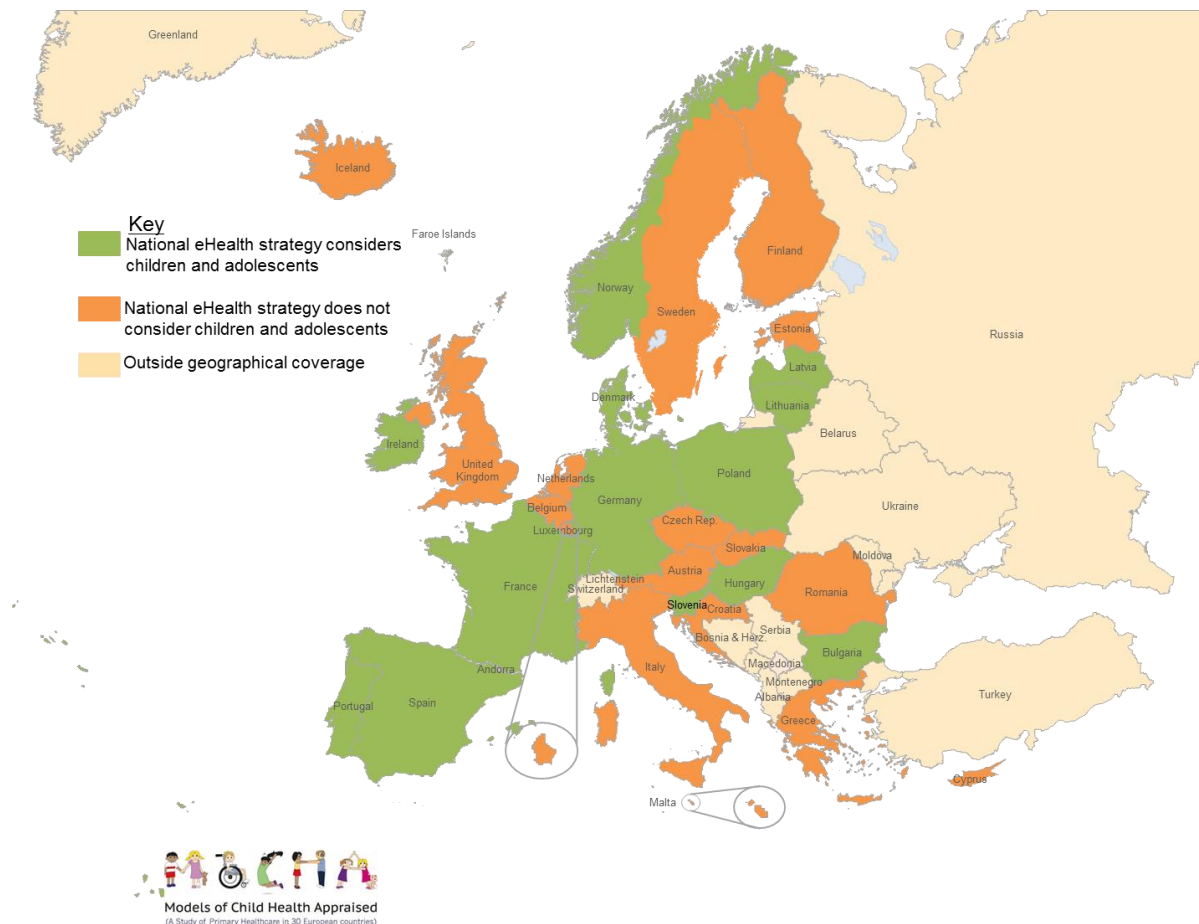 Greenland
Iceland
Key
National eHealth strategy considers
children and adolescents
National eHealth strategy does not
consider children and adolescents
Outside geographical coverage
Faroe Islands
Norway
Sweden
Finland
Russia
Estonia
Latvia
Lithuania
Denmark
Belarus
Ireland
United
Kingdom
Netherlands
Belgium
Luxembourg
Germany
Poland
Ukraine
Czech Rep.
Slovakia
Moldova
Austria
Hungary
Lichtenstein
Switzerland
France
Romania
Slovenia
Croatia
Bosnia & Herz.
Serbia
Bulgaria
Macedonia
Montenegro
Albania
Andorra
Italy
Portugal
Spain
Turkey
Greece
Cyprus
Malta
MOCHA
Models of Child Health Appraised
(A Study of Primary Healthcare in 30 European countries)